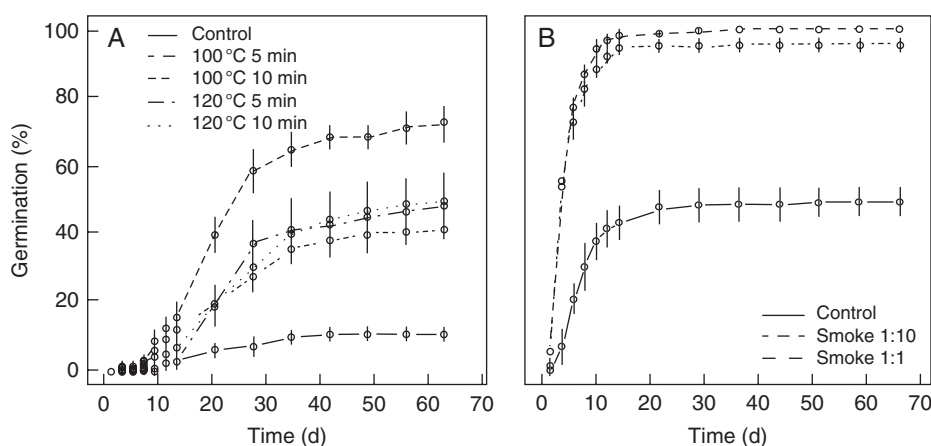 A
Control
100 °C 5 min
100 °C 10 min
120 °C 5 min
120 °C 10 min
Germination (%)
100
80
60
40
20
0
0 10 20 30 40 50 60 70
Time (d)
B
Control
Smoke 1:10
Smoke 1:1
0 10 20 30 40 50 60 70
Time (d)